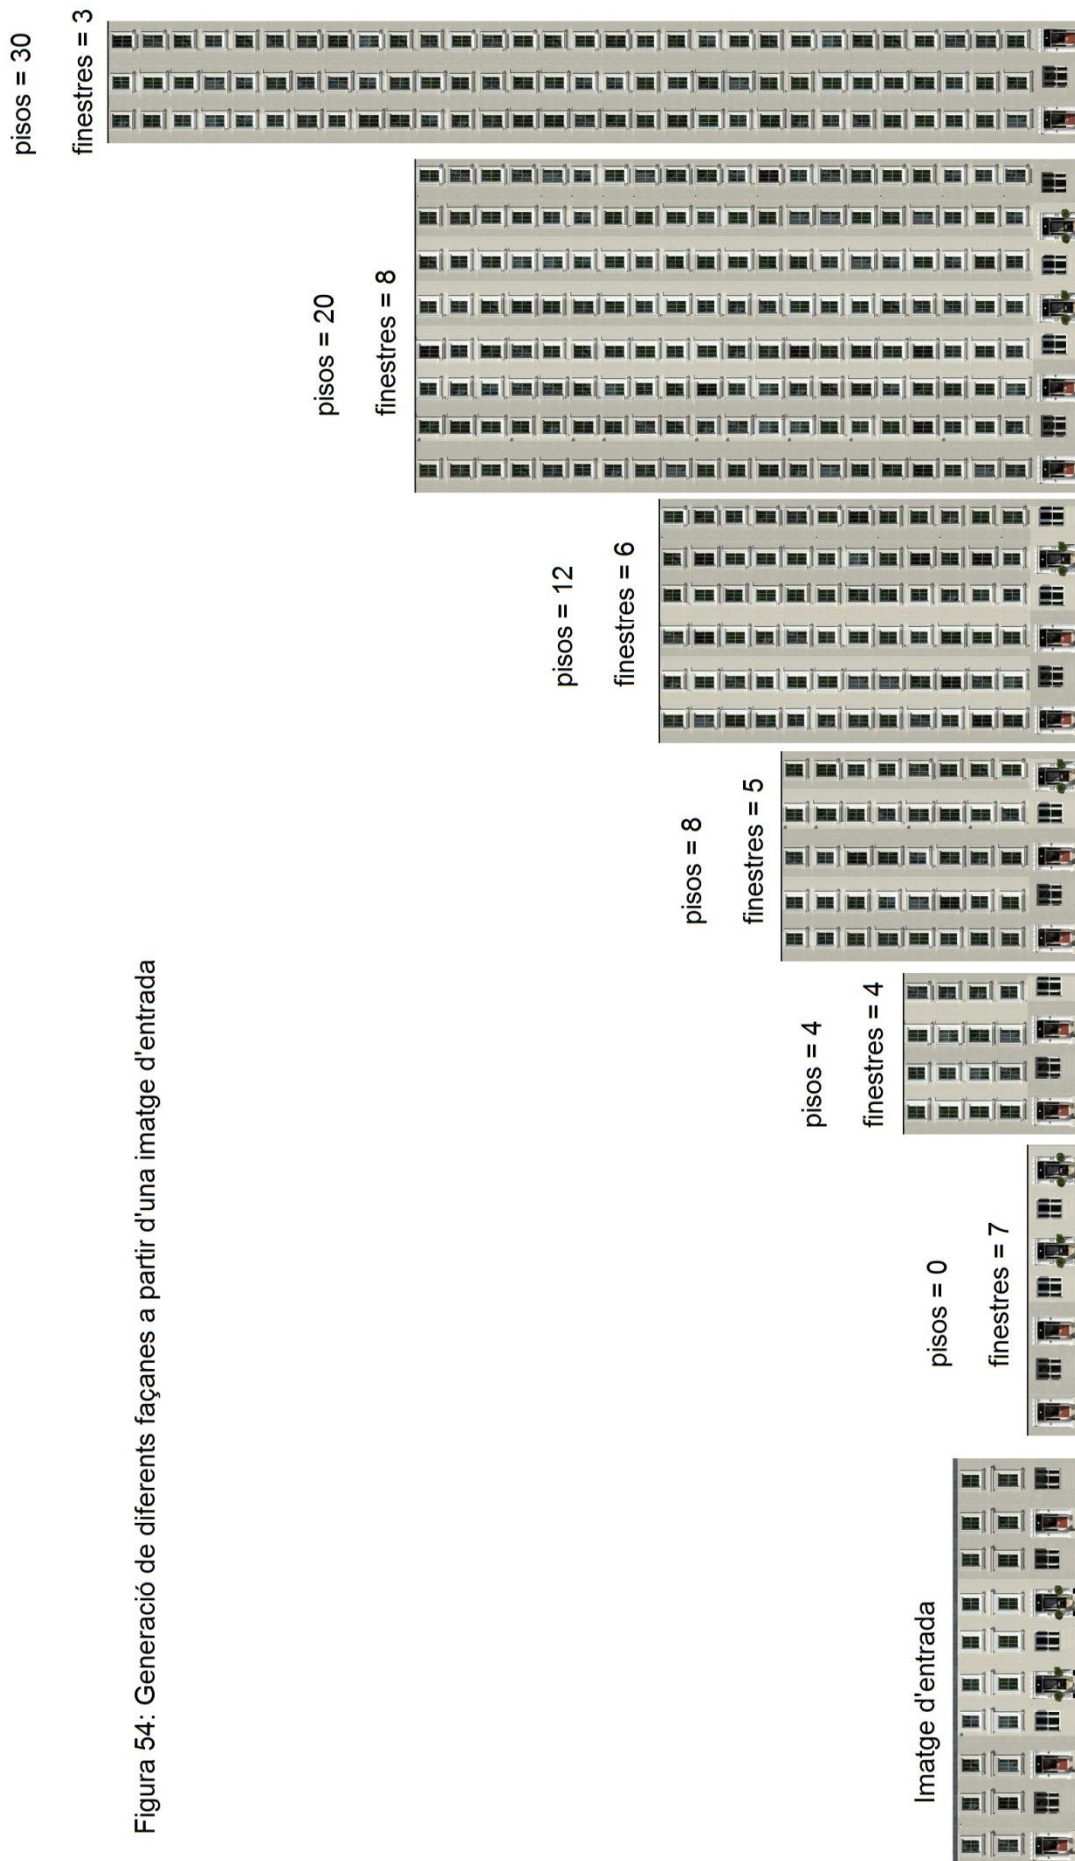 Figura 54: Generació de diferents façanes a partir d'una imatge d'entrada
Imatge d'entrada
pisos = 0
finestres = 7
pisos = 4
finestres = 4
pisos = 8
finestres = 5
pisos = 12
finestres = 6
pisos = 20
finestres = 8
pisos = 30
finestres = 3